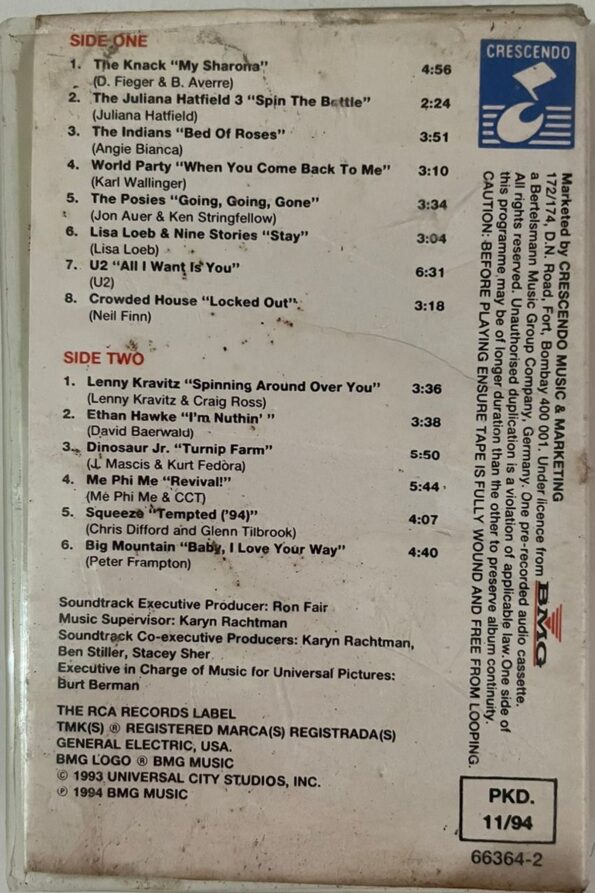 SIDE ONE
1. The Knack "My Sharona" 4:56
(D. Fieger & B. Averre)
2. The Juliana Hatfield 3 "Spin The Bottle" 2:24
(Juliana Hatfield)
3. The Indians "Bed Of Roses" 3:51
(Angie Bianca)
4. World Party "When You Come Back To Me" 3:10
(Karl Wallinger)
5. The Posies "Going, Going, Gone" 3:34
(Jon Auer & Ken Stringfellow)
6. Lisa Loeb & Nine Stories "Stay" 3:04
(Lisa Loeb)
7. U2 "All I Want Is You" 6:31
(U2)
8. Crowded House "Locked Out" 3:18
(Neil Finn)
SIDE TWO
1. Lenny Kravitz "Spinning Around Over You" 3:36
(Lenny Kravitz & Craig Ross)
2. Ethan Hawke "I'm Nuthin' " 3:38
(David Baerwald)
3. Dinosaur Jr. "Turnip Farm" 5:50
(J. Mascis & Kurt Fedora)
4. Me Phi Me "Revival!" 5:44
(Me Phi Me & CCT)
5. Squeeze "Tempted ('94)" 4:07
(Chris Difford and Glenn Tilbrook)
6. Big Mountain "Baby, I Love Your Way" 4:40
(Peter Frampton)
Soundtrack Executive Producer: Ron Fair
Music Supervisor: Karyn Rachtman
Soundtrack Co-executive Producers: Karyn Rachtman,
Ben Stiller, Stacey Sher
Executive in Charge of Music for Universal Pictures:
Burt Berman
THE RCA RECORDS LABEL
TMK(S) ® REGISTERED MARCA(S) REGISTRADA(S)
GENERAL ELECTRIC, USA.
BMG LOGO ® BMG MUSIC
© 1993 UNIVERSAL CITY STUDIOS, INC.
℗ 1994 BMG MUSIC
CRESCENDO
Marketed by CRESCENDO MUSIC & MARKETING
172/174, D.N. Road, Fort, Bombay 400 001. Under licence from BMG
a Bertelsmann Music Group Company, Germany. One pre-recorded audio cassette.
All rights reserved. Unauthorised duplication is a violation of applicable law. One side of
this programme may be of longer duration than the other to preserve album continuity.
CAUTION: BEFORE PLAYING ENSURE TAPE IS FULLY WOUND AND FREE FROM LOOPING.
PKD.
11/94
66364-2